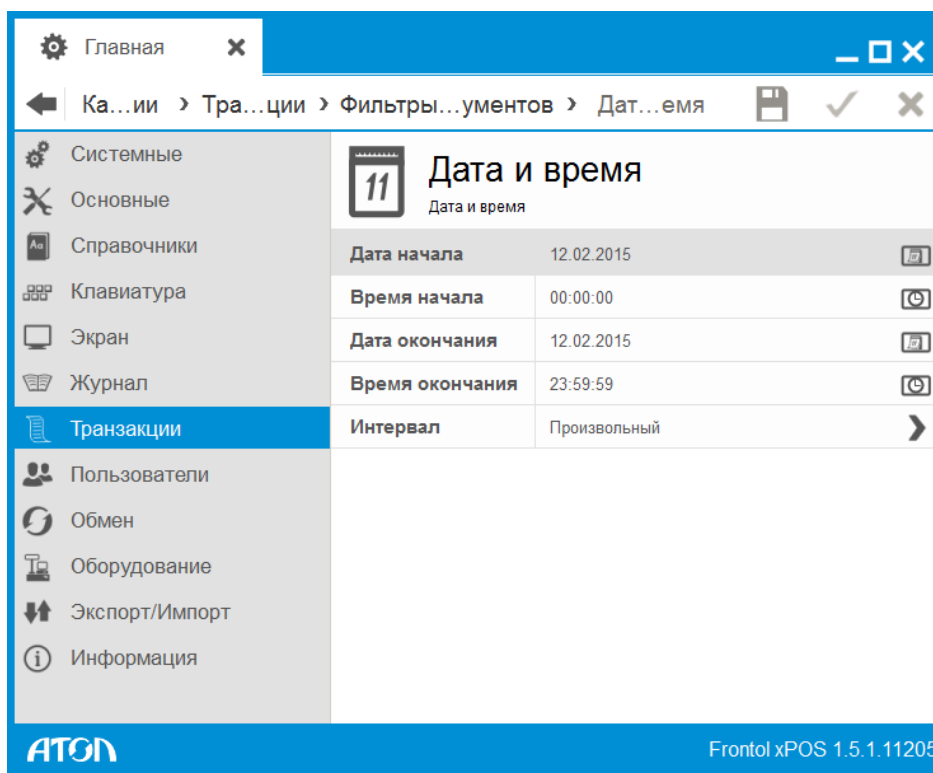 Главная
Ка…ии › Тра…ции › Фильтры…ументов › Дат…емя
Системные
Основные
Справочники
Клавиатура
Экран
Журнал
Транзакции
Пользователи
Обмен
Оборудование
Экспорт/Импорт
Информация
11
Дата и время
Дата и время
Дата начала 12.02.2015
Время начала 00:00:00
Дата окончания 12.02.2015
Время окончания 23:59:59
Интервал Произвольный
АТОЛ
Frontol xPOS 1.5.1.11205